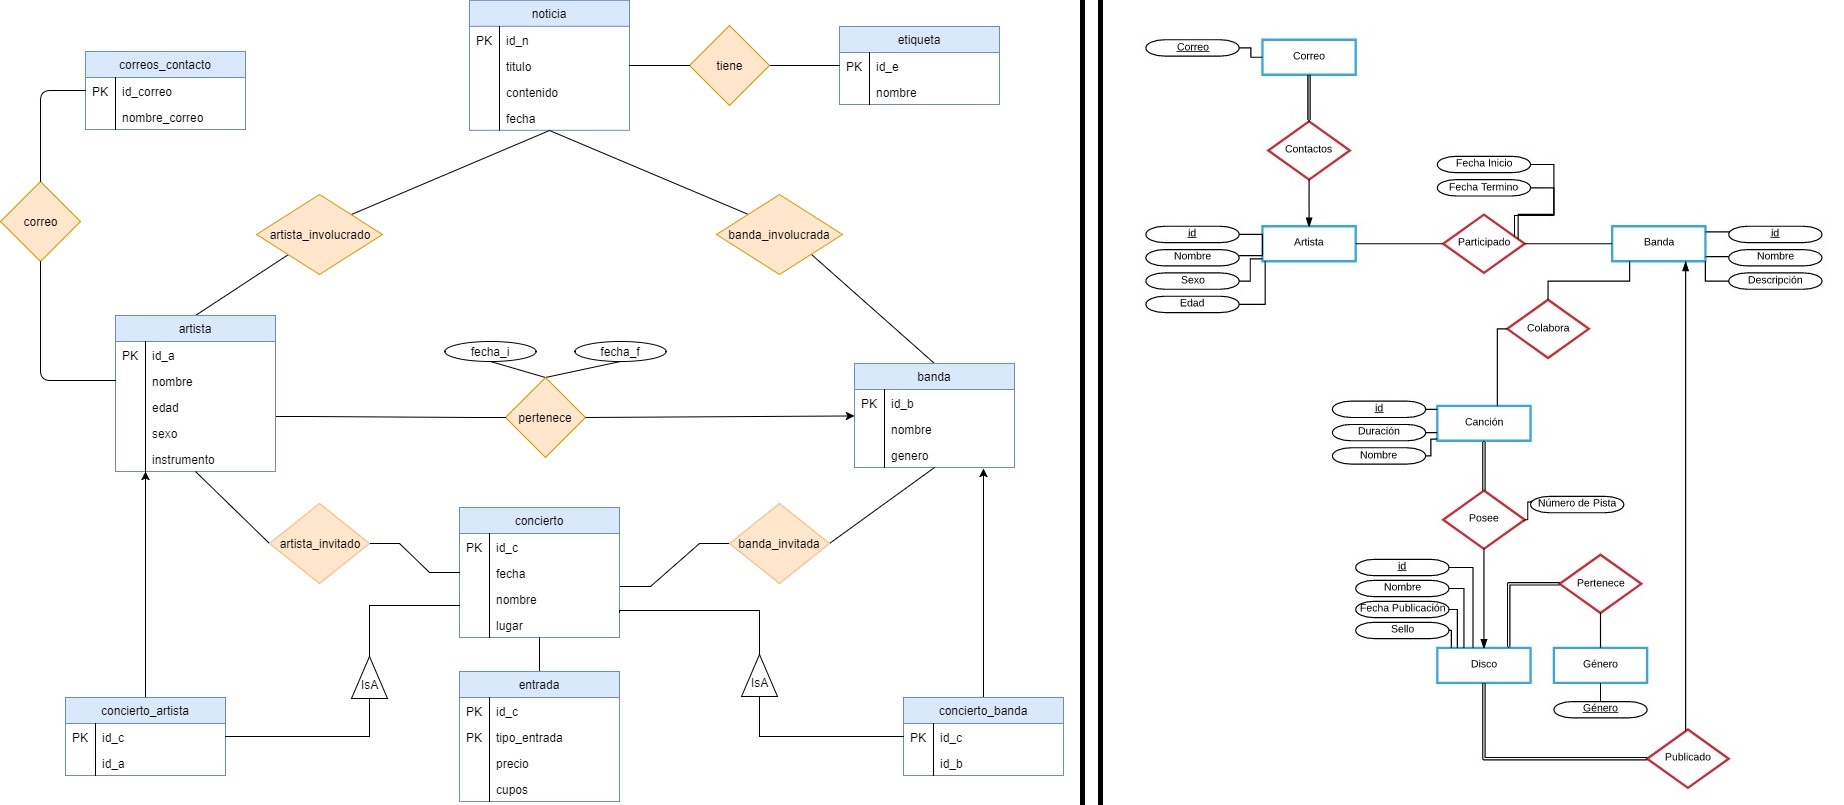 noticia
PK id_n
titulo
contenido
fecha
tiene
etiqueta
PK id_e
nombre
correos_contacto
PK id_correo
nombre_correo
correo
artista_involucrado
banda_involucrada
artista
PK id_a
nombre
edad
sexo
instrumento
fecha_i
fecha_f
pertenece
banda
PK id_b
nombre
genero
artista_invitado
concierto
PK id_c
fecha
nombre
lugar
banda_invitada
IsA
IsA
concierto_artista
PK id_c
id_a
entrada
PK id_c
PK tipo_entrada
precio
cupos
concierto_banda
PK id_c
id_b
Correo
Correo
Contactos
Fecha Inicio
Fecha Termino
id
Nombre
Sexo
Edad
Artista
Participado
Banda
id
Nombre
Descripción
Colabora
id
Duración
Nombre
Canción
Posee
Número de Pista
id
Nombre
Fecha Publicación
Sello
Pertenece
Disco
Género
Género
Publicado